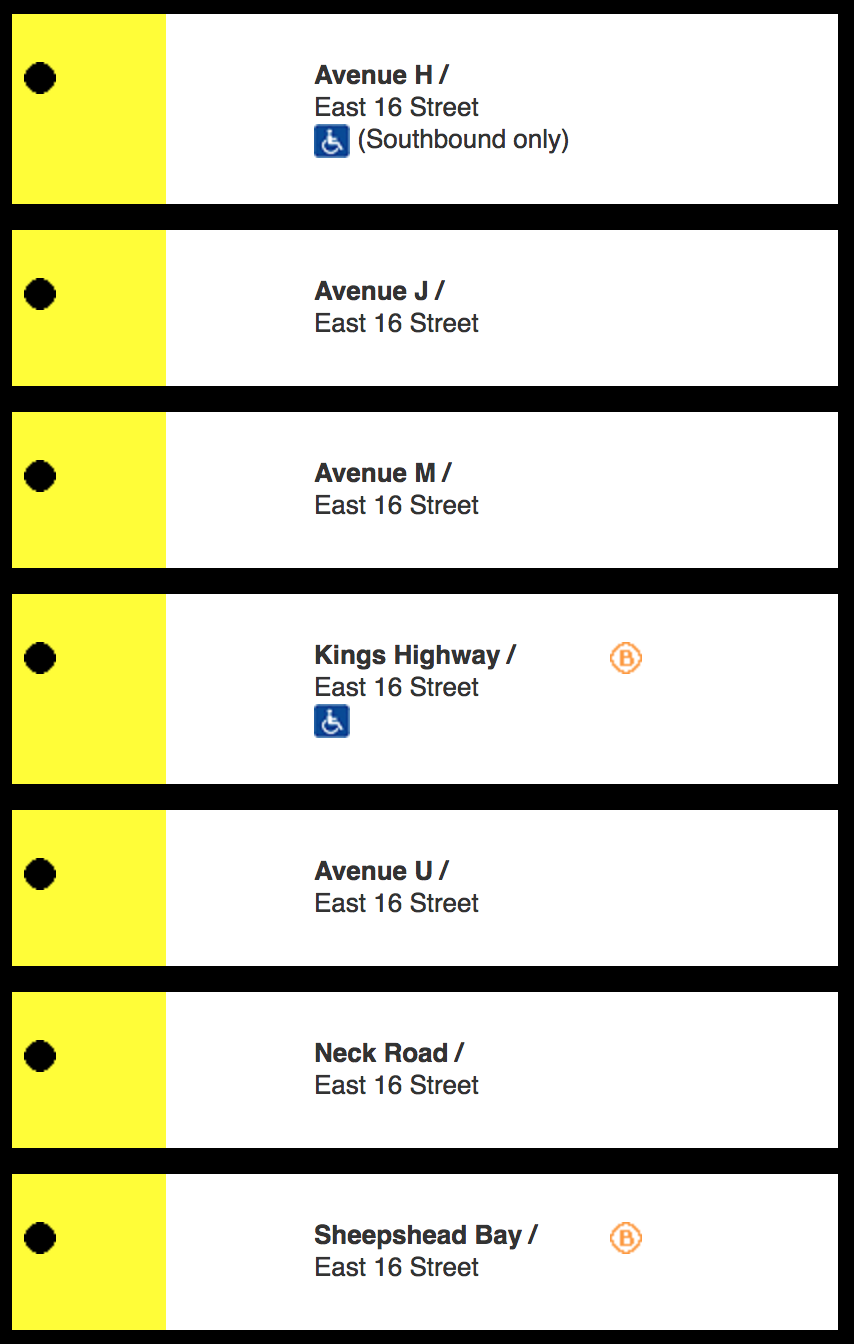 Avenue H /
East 16 Street
(Southbound only)
Avenue J /
East 16 Street
Avenue M /
East 16 Street
Kings Highway / B
East 16 Street
Avenue U /
East 16 Street
Neck Road /
East 16 Street
Sheepshead Bay / B
East 16 Street